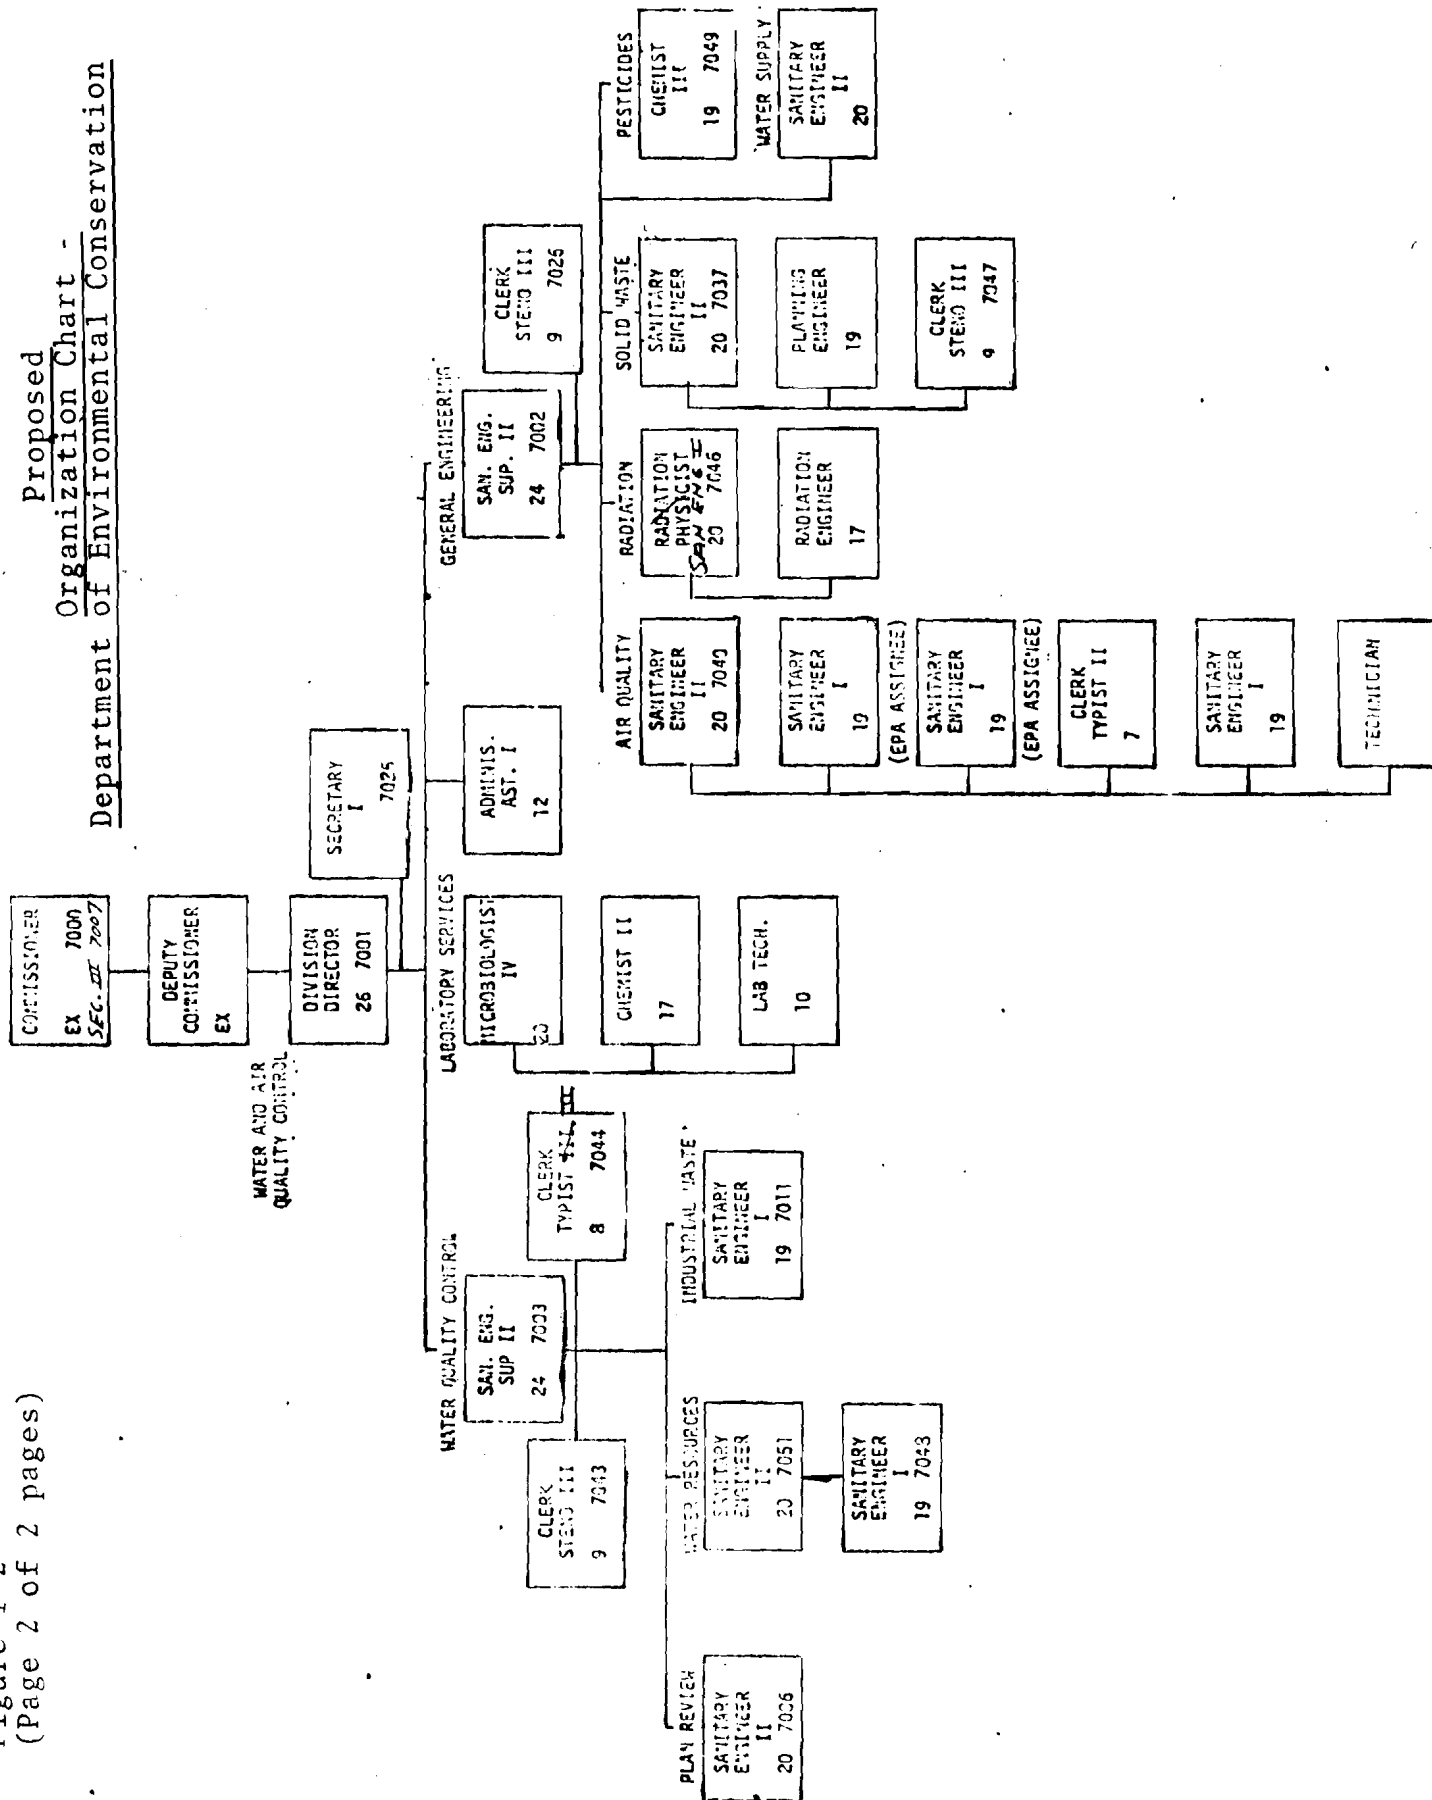 (Page 2 of 2 pages)
Proposed
Organization Chart -
Department of Environmental Conservation
COMMISSIONER
EX 7000
SEC. III 7007
DEPUTY
COMMISSIONER
EX
WATER AND AIR
QUALITY CONTROL
DIVISION
DIRECTOR
26 7001
SECRETARY
I
7025
WATER QUALITY CONTROL
SAN. ENG.
SUP II
24 7003
CLERK
STENO III
9 7043
CLERK
TYPIST III II
8 7044
PLAN REVIEW
SANITARY
ENGINEER
II
20 7006
WATER RESOURCES
SANITARY
ENGINEER
II
20 7051
SANITARY
ENGINEER
I
19 7048
INDUSTRIAL WASTE
SANITARY
ENGINEER
I
19 7011
LABORATORY SERVICES
MICROBIOLOGIST
IV
20
CHEMIST II
17
LAB TECH.
10
ADMINIS.
AST. I
12
GENERAL ENGINEERING
SAN. ENG.
SUP. II
24 7002
CLERK
STENO III
9 7026
AIR QUALITY
SANITARY
ENGINEER
II
20 7040
SANITARY
ENGINEER
I
19
(EPA ASSIGNEE)
SANITARY
ENGINEER
I
19
(EPA ASSIGNEE)
CLERK
TYPIST II
7
SANITARY
ENGINEER
I
19
TECHNICIAN
RADIATION
RADIATION
PHYSICIST
SAN ENG I
20 7046
RADIATION
ENGINEER
17
SOLID WASTE
SANITARY
ENGINEER
II
20 7037
PLANNING
ENGINEER
19
CLERK
STENO III
9 7047
PESTICIDES
CHEMIST
III
19 7049
WATER SUPPLY
SANITARY
ENGINEER
II
20